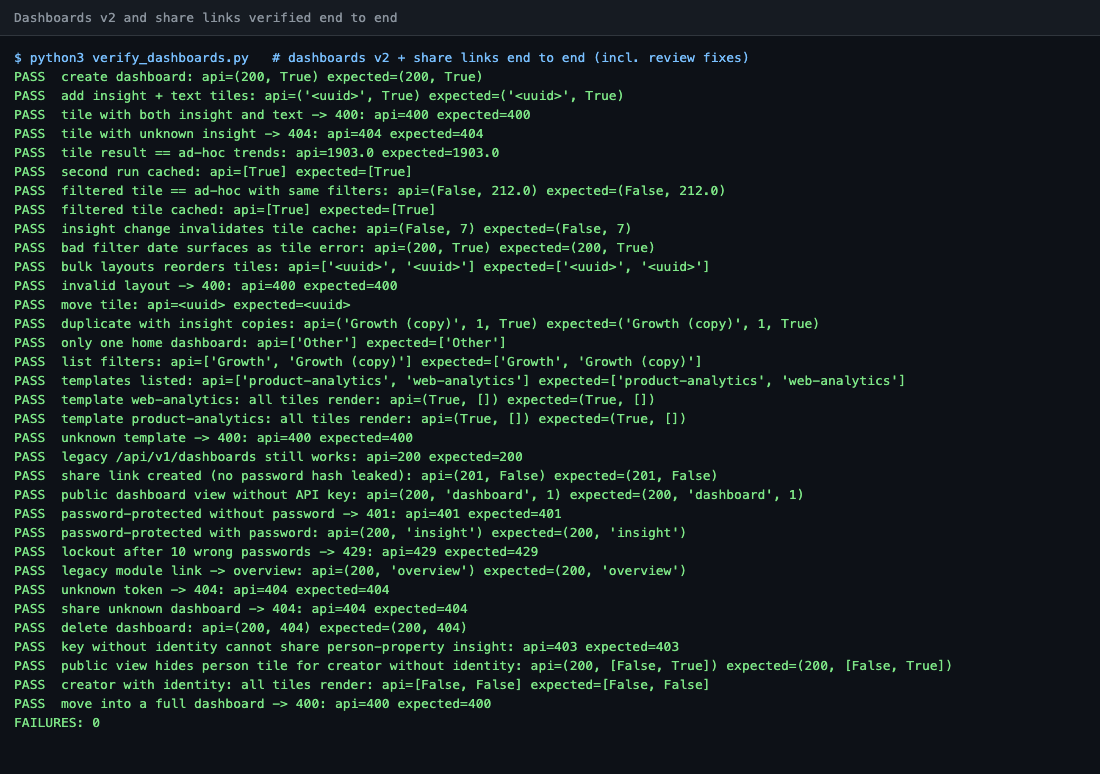 Dashboards v2 and share links verified end to end
$ python3 verify_dashboards.py   # dashboards v2 + share links end to end (incl. review fixes)
PASS  create dashboard: api=(200, True) expected=(200, True)
PASS  add insight + text tiles: api=('<uuid>', True) expected=('<uuid>', True)
PASS  tile with both insight and text -> 400: api=400 expected=400
PASS  tile with unknown insight -> 404: api=404 expected=404
PASS  tile result == ad-hoc trends: api=1903.0 expected=1903.0
PASS  second run cached: api=[True] expected=[True]
PASS  filtered tile == ad-hoc with same filters: api=(False, 212.0) expected=(False, 212.0)
PASS  filtered tile cached: api=[True] expected=[True]
PASS  insight change invalidates tile cache: api=(False, 7) expected=(False, 7)
PASS  bad filter date surfaces as tile error: api=(200, True) expected=(200, True)
PASS  bulk layouts reorders tiles: api=['<uuid>', '<uuid>'] expected=['<uuid>', '<uuid>']
PASS  invalid layout -> 400: api=400 expected=400
PASS  move tile: api=<uuid> expected=<uuid>
PASS  duplicate with insight copies: api=('Growth (copy)', 1, True) expected=('Growth (copy)', 1, True)
PASS  only one home dashboard: api=['Other'] expected=['Other']
PASS  list filters: api=['Growth', 'Growth (copy)'] expected=['Growth', 'Growth (copy)']
PASS  templates listed: api=['product-analytics', 'web-analytics'] expected=['product-analytics', 'web-analytics']
PASS  template web-analytics: all tiles render: api=(True, []) expected=(True, [])
PASS  template product-analytics: all tiles render: api=(True, []) expected=(True, [])
PASS  unknown template -> 400: api=400 expected=400
PASS  legacy /api/v1/dashboards still works: api=200 expected=200
PASS  share link created (no password hash leaked): api=(201, False) expected=(201, False)
PASS  public dashboard view without API key: api=(200, 'dashboard', 1) expected=(200, 'dashboard', 1)
PASS  password-protected without password -> 401: api=401 expected=401
PASS  password-protected with password: api=(200, 'insight') expected=(200, 'insight')
PASS  lockout after 10 wrong passwords -> 429: api=429 expected=429
PASS  legacy module link -> overview: api=(200, 'overview') expected=(200, 'overview')
PASS  unknown token -> 404: api=404 expected=404
PASS  share unknown dashboard -> 404: api=404 expected=404
PASS  delete dashboard: api=(200, 404) expected=(200, 404)
PASS  key without identity cannot share person-property insight: api=403 expected=403
PASS  public view hides person tile for creator without identity: api=(200, [False, True]) expected=(200, [False, True])
PASS  creator with identity: all tiles render: api=[False, False] expected=[False, False]
PASS  move into a full dashboard -> 400: api=400 expected=400
FAILURES: 0